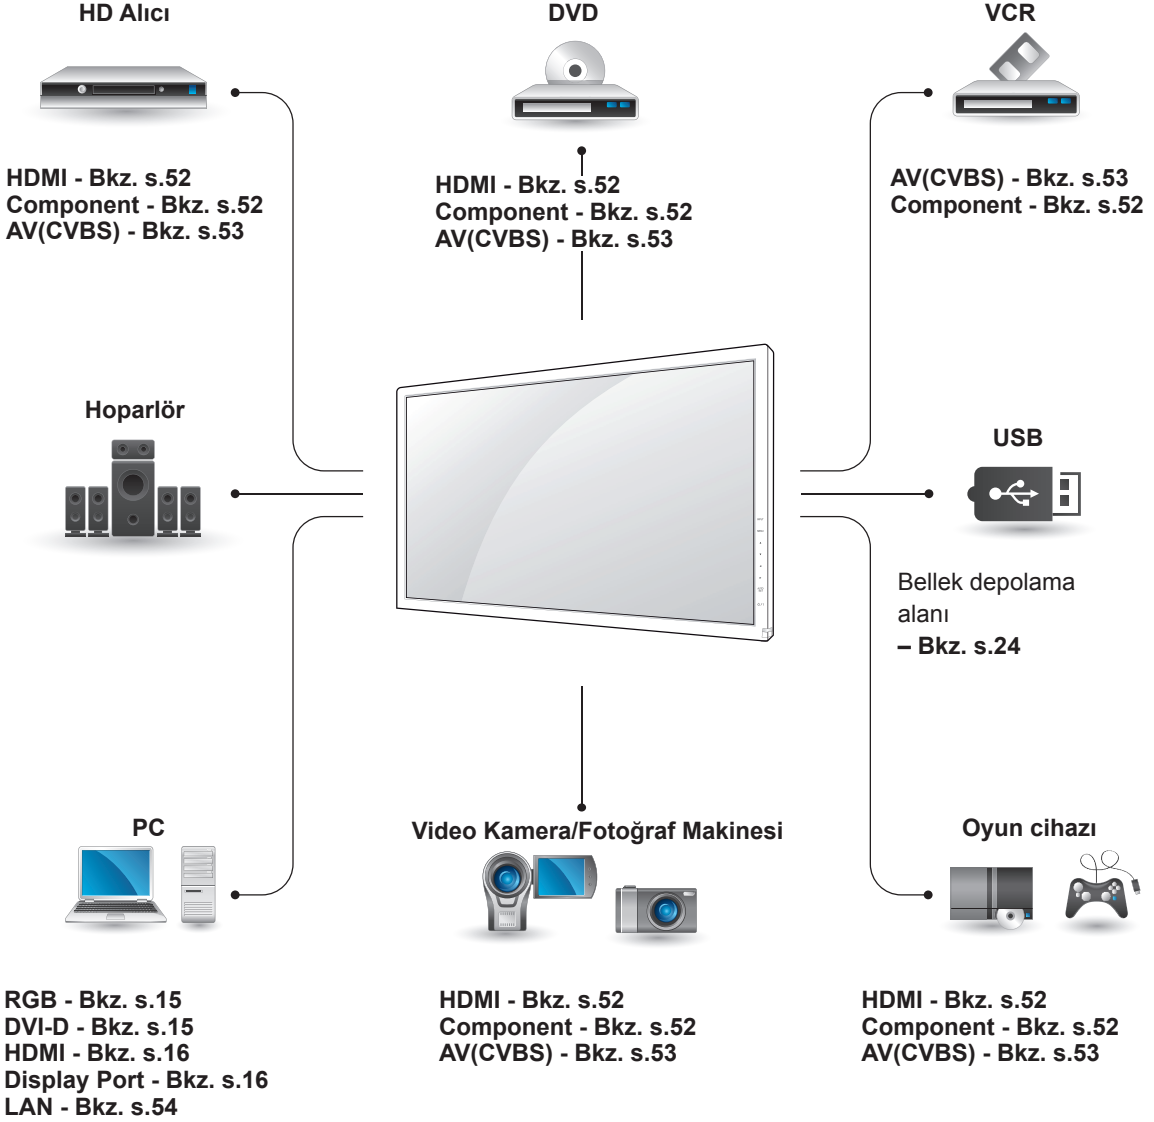 HD Alıcı
HDMI - Bkz. s.52
Component - Bkz. s.52
AV(CVBS) - Bkz. s.53
DVD
HDMI - Bkz. s.52
Component - Bkz. s.52
AV(CVBS) - Bkz. s.53
VCR
AV(CVBS) - Bkz. s.53
Component - Bkz. s.52
Hoparlör
USB
Bellek depolama
alanı
– Bkz. s.24
PC
RGB - Bkz. s.15
DVI-D - Bkz. s.15
HDMI - Bkz. s.16
Display Port - Bkz. s.16
LAN - Bkz. s.54
Video Kamera/Fotoğraf Makinesi
HDMI - Bkz. s.52
Component - Bkz. s.52
AV(CVBS) - Bkz. s.53
Oyun cihazı
HDMI - Bkz. s.52
Component - Bkz. s.52
AV(CVBS) - Bkz. s.53